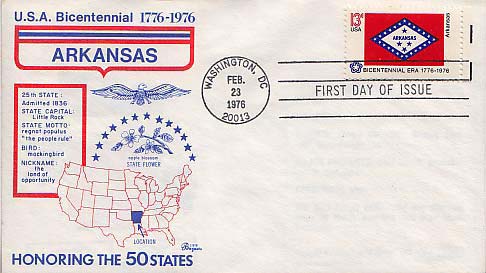 U.S.A. Bicentennial 1776-1976
ARKANSAS
25th STATE:
Admitted 1836
STATE CAPITAL:
Little Rock
STATE MOTTO:
regnat populus
"the people rule"
BIRD:
mockingbird
NICKNAME:
the
land of
opportunity
apple blossom
STATE FLOWER
LOCATION
HONORING THE 50 STATES
WASHINGTON, DC
FEB.
23
1976
20013
FIRST DAY OF ISSUE
13¢
USA
ARKANSAS
ARKANSAS
BICENTENNIAL ERA 1776-1976